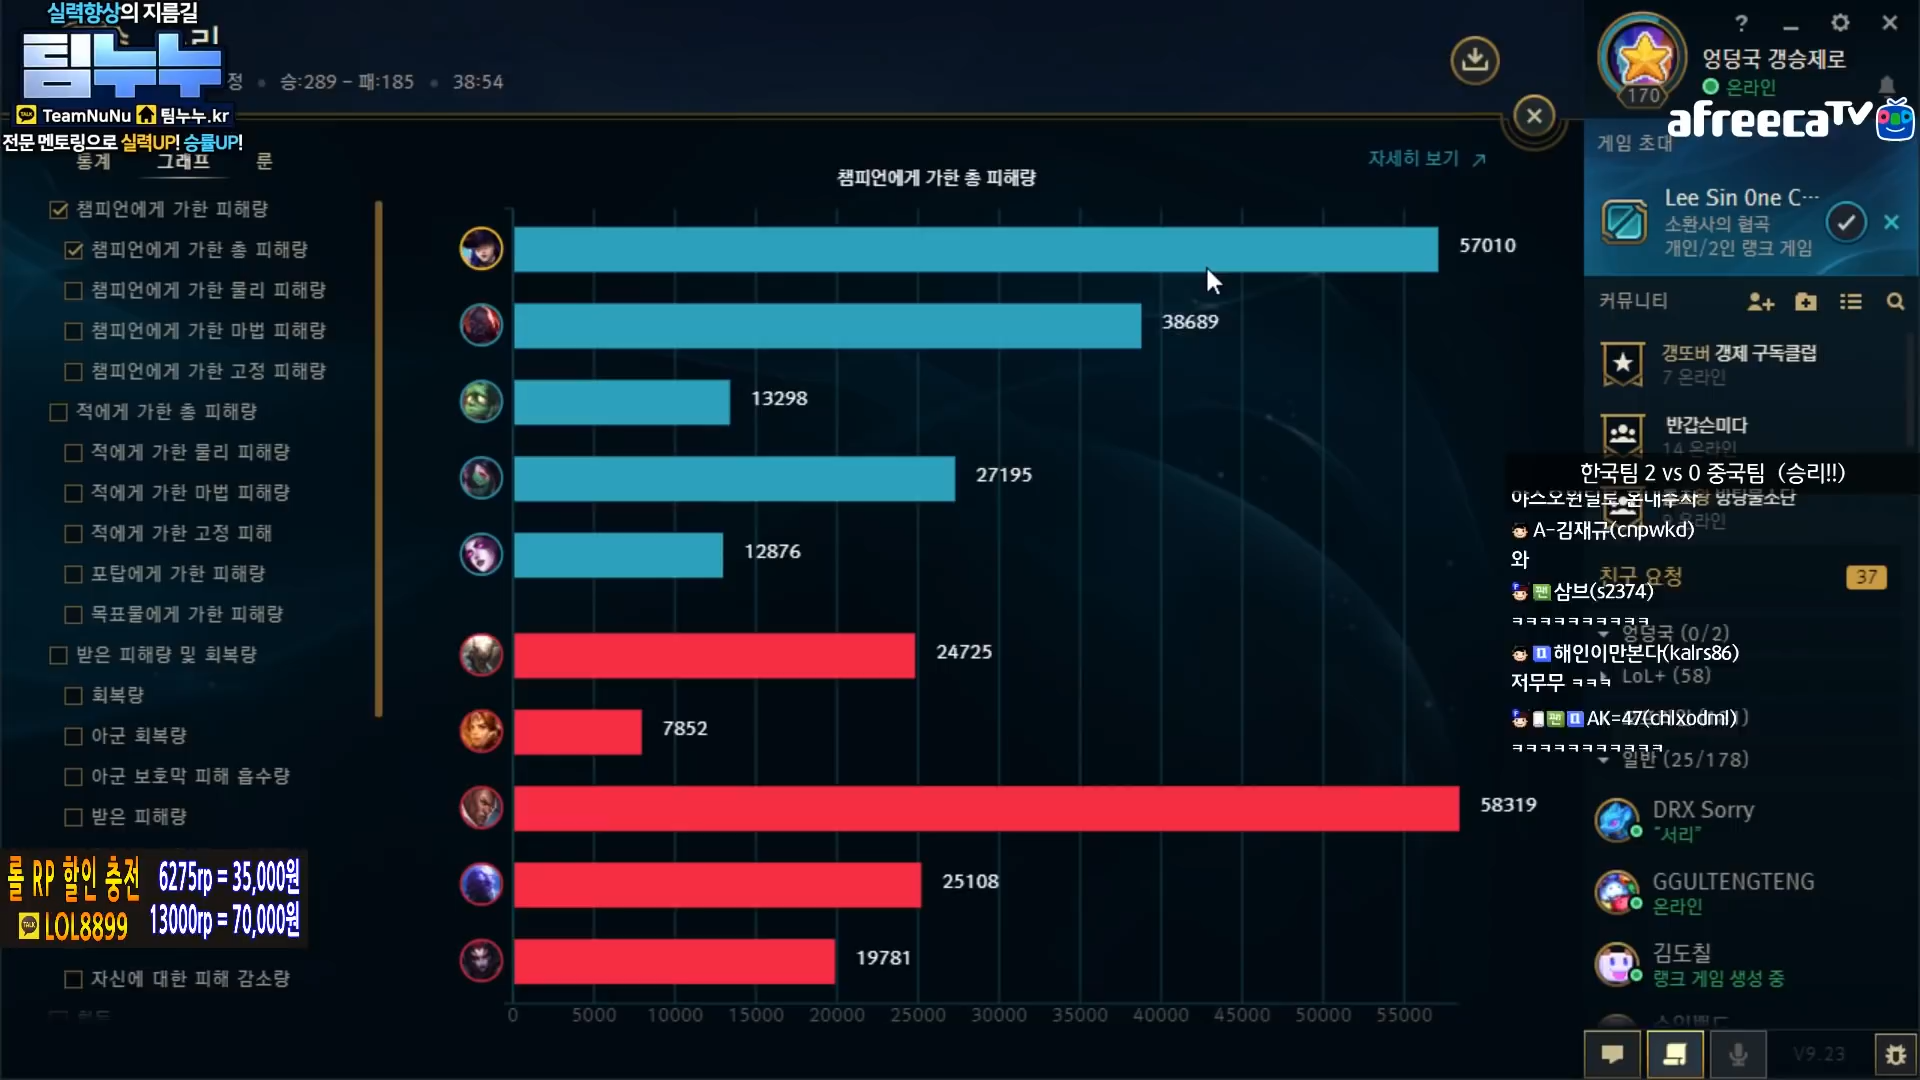 실력향상의 지름길
팀누누
리
정 • 승:289 - 패:185 • 38:54
TeamNuNu 팀누누.kr
전문 멘토링으로 실력UP! 승률UP!
통계 그래프 룬
챔피언에게 가한 피해량
챔피언에게 가한 총 피해량
챔피언에게 가한 물리 피해량
챔피언에게 가한 마법 피해량
챔피언에게 가한 고정 피해량
적에게 가한 총 피해량
적에게 가한 물리 피해량
적에게 가한 마법 피해량
적에게 가한 고정 피해
포탑에게 가한 피해량
목표물에게 가한 피해량
받은 피해량 및 회복량
회복량
아군 회복량
아군 보호막 피해 흡수량
받은 피해량
자신에 대한 피해 감소량
롤 RP 할인 충전 6275rp = 35,000원
TALK LOL8899 13000rp = 70,000원
챔피언에게 가한 총 피해량
자세히 보기
57010
38689
13298
27195
12876
24725
7852
58319
25108
19781
0 5000 10000 15000 20000 25000 30000 35000 40000 45000 50000 55000
엉덩국 갱승제로
온라인
170
afreecaTV
게임 초대
Lee Sin One C···
소환사의 협곡
개인/2인 랭크 게임
커뮤니티
갱또버 갱제 구독클럽
7 온라인
반갑슨미다
14 온라인
한국팀 2 vs 0 중국팀 (승리!!)
방탕물소단
온라인
A-김재규(cnpwkd)
와
친구 요청 37
팬 삼브(s2374)
ㅋㅋㅋㅋㅋㅋㅋㅋㅋㅋ
엉덩국 (0/2)
해인이만본다(kalrs86)
LoL+ (58)
저무무 ㅋㅋㅋ
팬 AK=47(chlxodml)
ㅋㅋㅋㅋㅋㅋㅋㅋㅋㅋㅋ
일반 (25/178)
DRX Sorry
"서리"
GGULTENGTENG
온라인
김도칠
랭크 게임 생성 중
V9.23